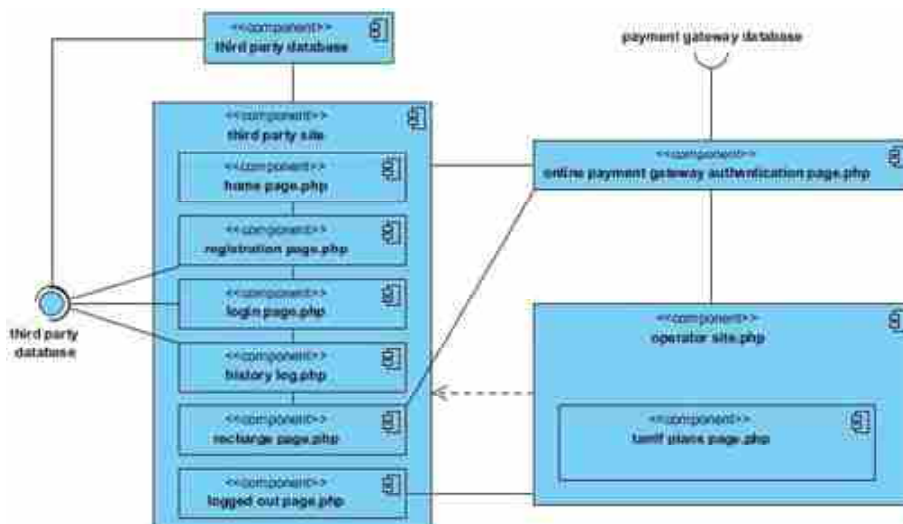 <<component>>
third party database
payment gateway database
<<component>>
third party site
<<component>>
home page.php
<<component>>
registration page.php
<<component>>
login page.php
<<component>>
history log.php
<<component>>
recharge page.php
<<component>>
logged out page.php
third party
database
<<component>>
online payment gateway authentication page.php
<<component>>
operator site.php
<<component>>
tarif plans page.php